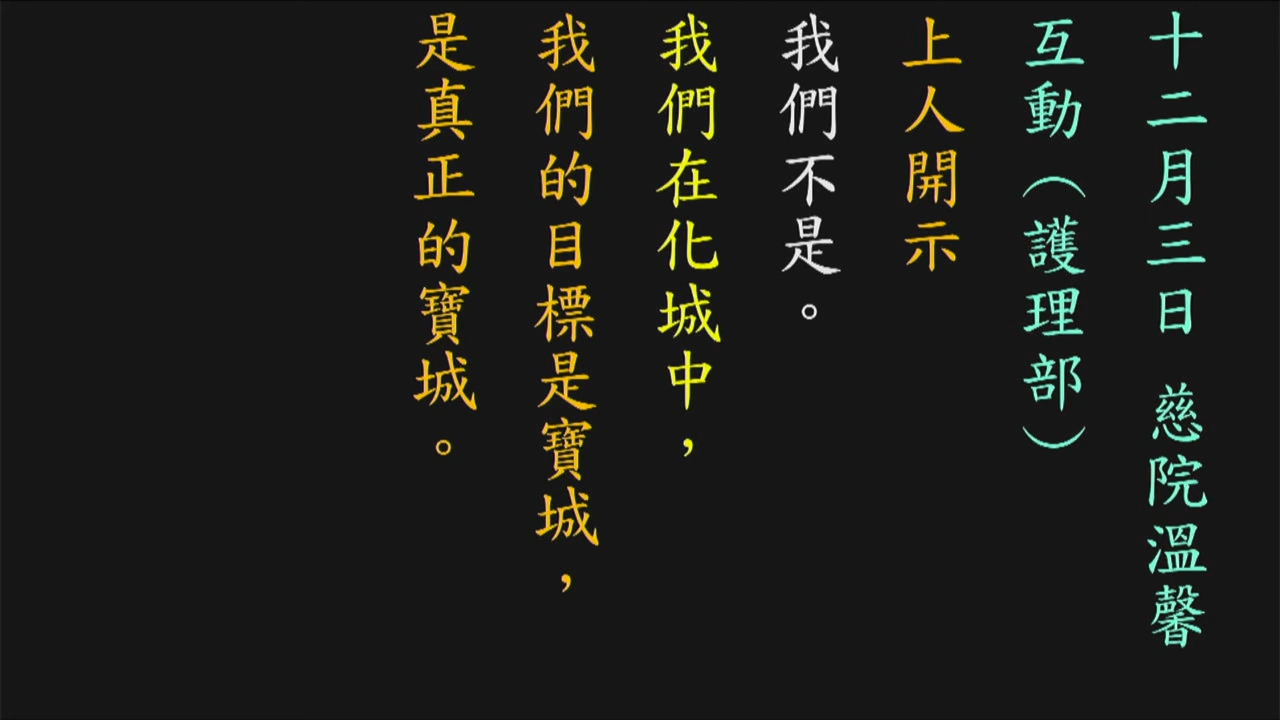 十二月三日 慈院溫馨
互動（護理部）
上人開示
我們不是。
我們在化城中，
我們的目標是寶城，
是真正的寶城。